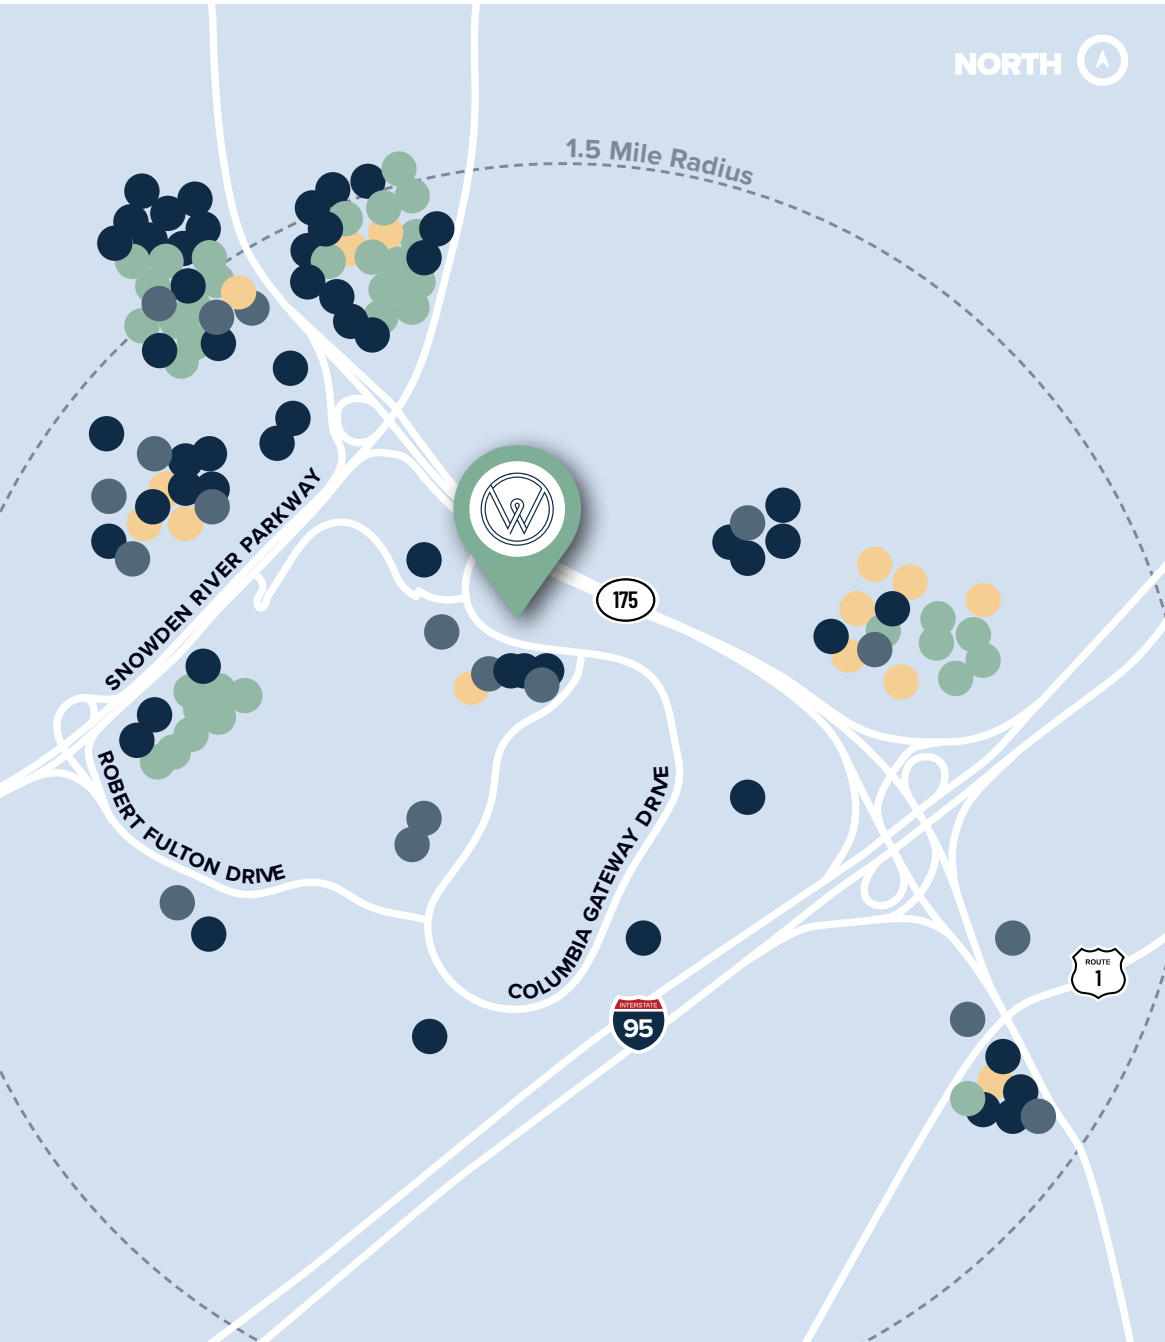 NORTH
1.5 Mile Radius
SNOWDEN RIVER PARKWAY
175
ROBERT FULTON DRIVE
COLUMBIA GATEWAY DRIVE
ROUTE
1
INTERSTATE
95